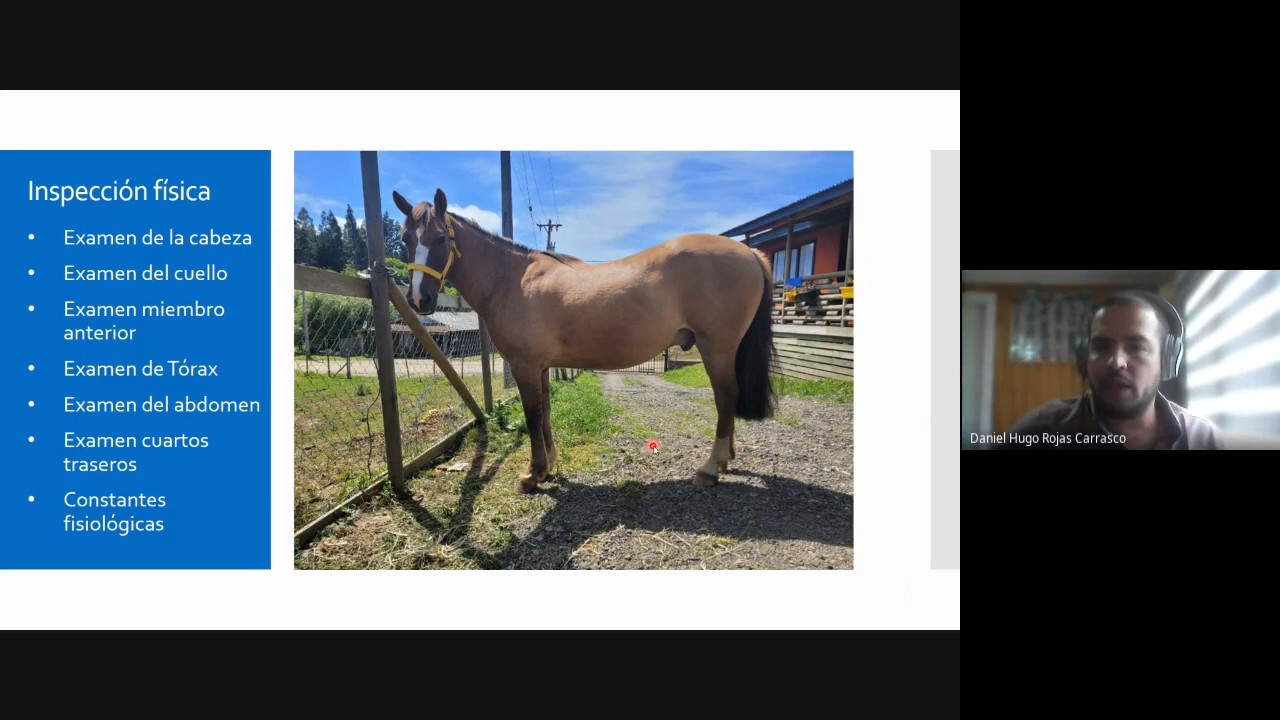 Inspección física
• Examen de la cabeza
• Examen del cuello
• Examen miembro
anterior
• Examen de Tórax
• Examen del abdomen
• Examen cuartos
traseros
• Constantes
fisiológicas
Daniel Hugo Rojas Carrasco